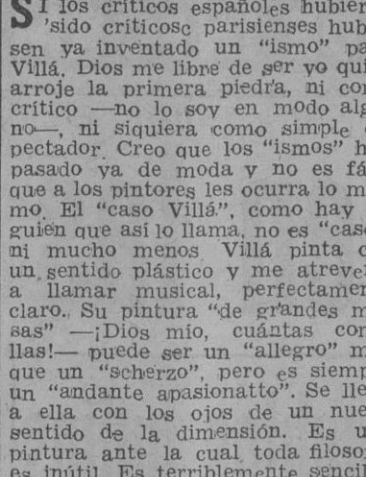 SI los críticos españoles hubier
'sido críticosc parisienses hub
sen ya inventado un "ismo" pa
Villá. Dios me libre de ser yo qui
arroje la primera piedra, ni con
crítico —no lo soy en modo alg
no—, ni siquiera como simple e
pectador. Creo que los "ismos" h
pasado ya de moda y no es fá
que a los pintores les ocurra lo m
mo. El "caso Villá", como hay
guien que así lo llama, no es "cas
ni mucho menos. Villá pinta c
un sentido plástico y me atreve
a llamar musical, perfectamen
claro. Su pintura "de grandes m
sas" —¡Dios mío, cuántas com
llas!— puede ser un "allegro" m
que un "scherzo", pero es siemp
un "andante apasionatto". Se lle
a ella con los ojos de un nue
sentido de la dimensión. Es u
pintura ante la cual toda filoso
es inútil. Es terriblemente sencil